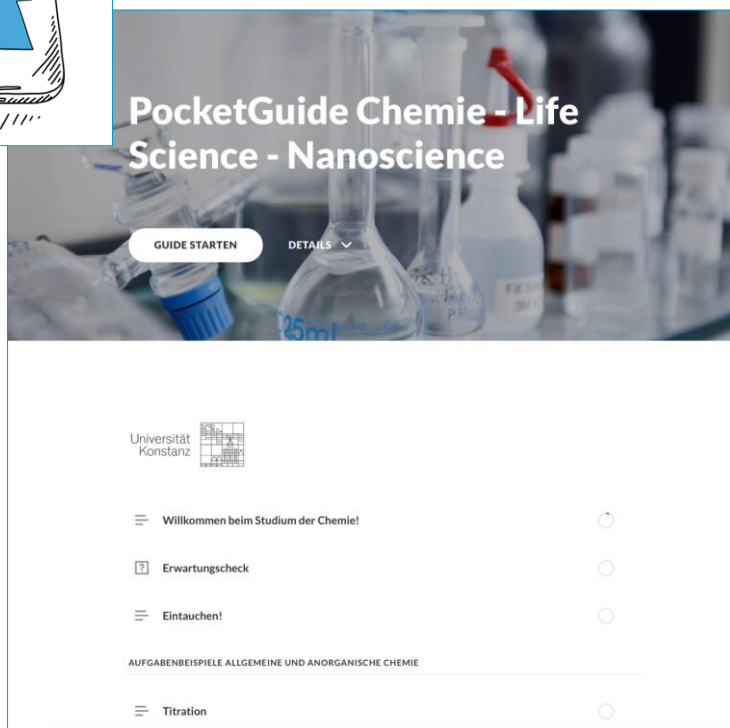 PocketGuide Chemie - Life
Science - Nanoscience
GUIDE STARTEN
DETAILS
25ml
Universität
Konstanz
Willkommen beim Studium der Chemie!
? Erwartungscheck
Eintauchen!
AUFGABENBEISPIELE ALLGEMEINE UND ANORGANISCHE CHEMIE
Titration